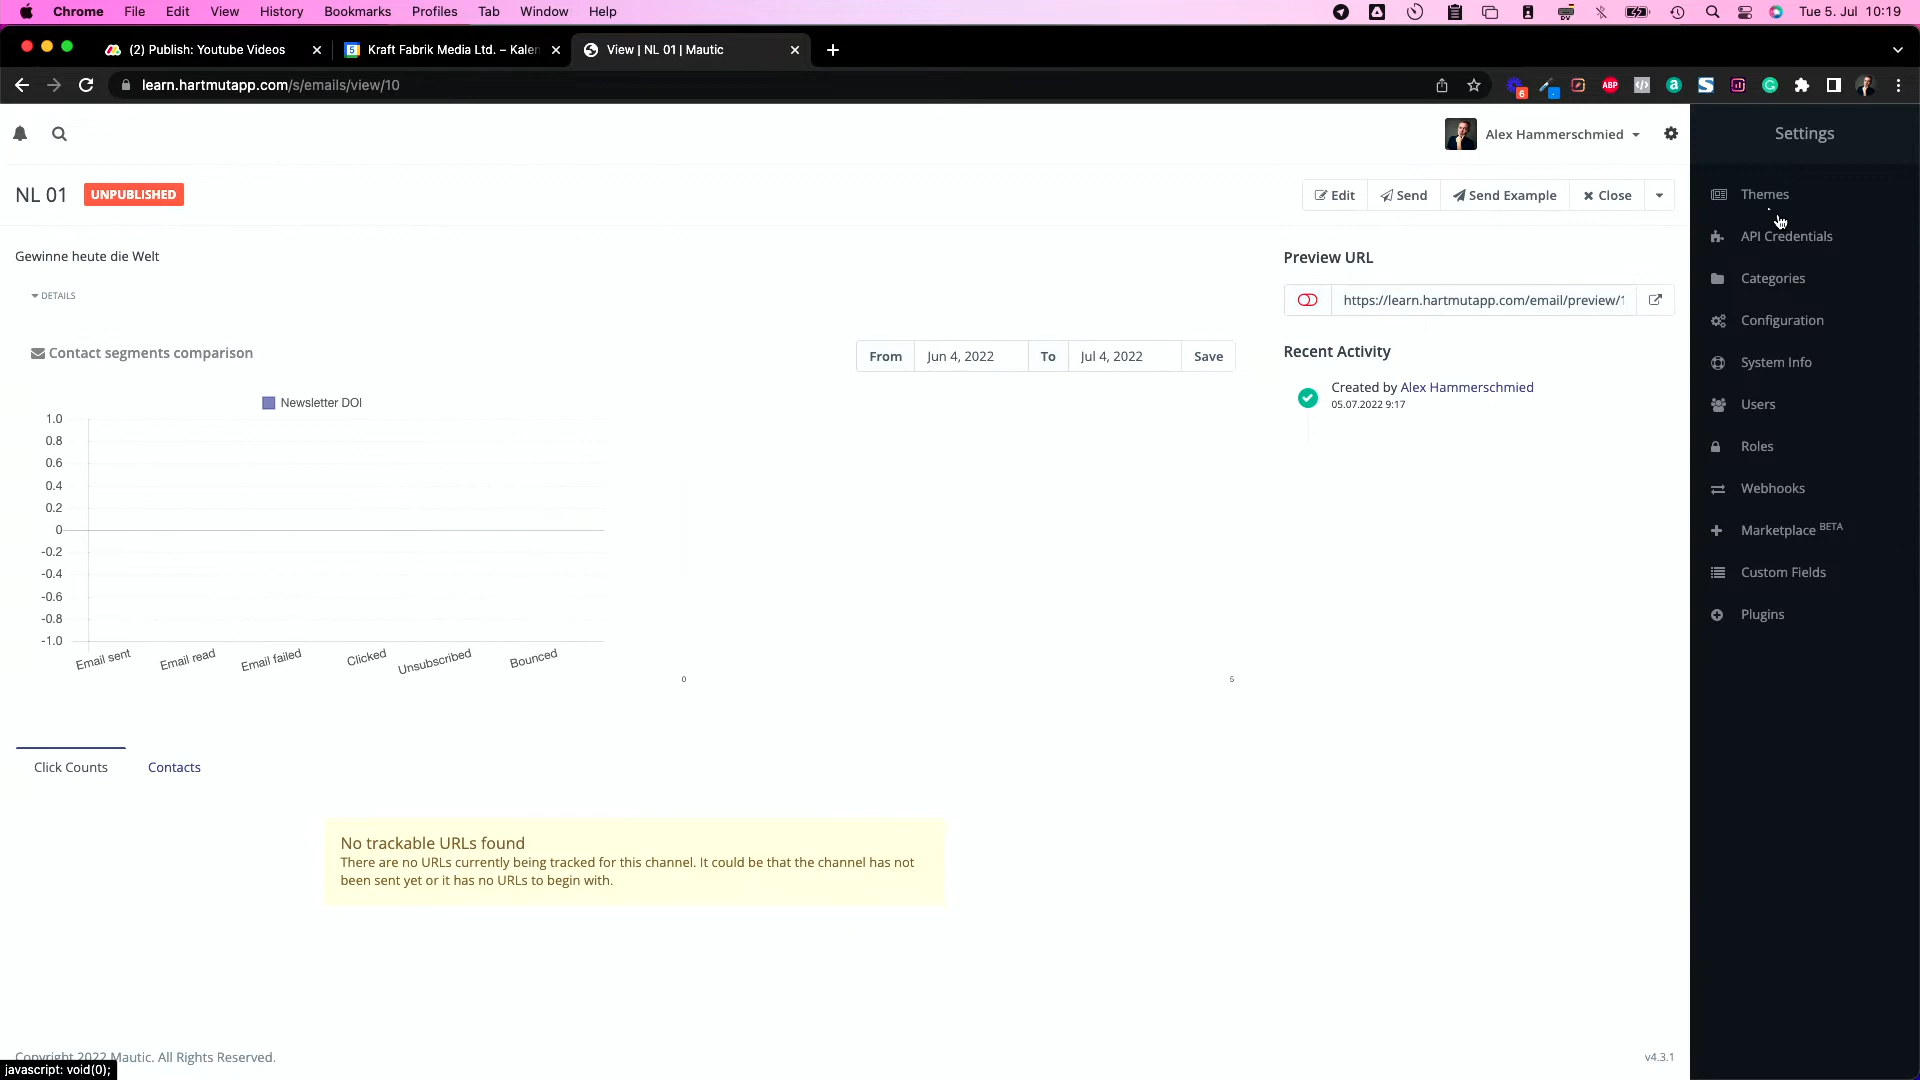 Chrome File Edit View History Bookmarks Profiles Tab Window Help Tue 5. Jul 10:19
(2) Publish: Youtube Videos
Kraft Fabrik Media Ltd. – Kalen
View | NL 01 | Mautic
learn.hartmutapp.com/s/emails/view/10
Alex Hammerschmied
Settings
NL 01 UNPUBLISHED
Edit Send Send Example Close
Gewinne heute die Welt
DETAILS
Contact segments comparison
From Jun 4, 2022 To Jul 4, 2022 Save
Newsletter DOI
1.0
0.8
0.6
0.4
0.2
0
-0.2
-0.4
-0.6
-0.8
-1.0
Email sent Email read Email failed Clicked Unsubscribed Bounced
0 6
Preview URL
https://learn.hartmutapp.com/email/preview/1
Recent Activity
Created by Alex Hammerschmied
05.07.2022 9:17
Themes
API Credentials
Categories
Configuration
System Info
Users
Roles
Webhooks
Marketplace BETA
Custom Fields
Plugins
Click Counts Contacts
No trackable URLs found
There are no URLs currently being tracked for this channel. It could be that the channel has not
been sent yet or it has no URLs to begin with.
Copyright 2022 Mautic. All Rights Reserved.
v4.3.1
javascript: void(0);